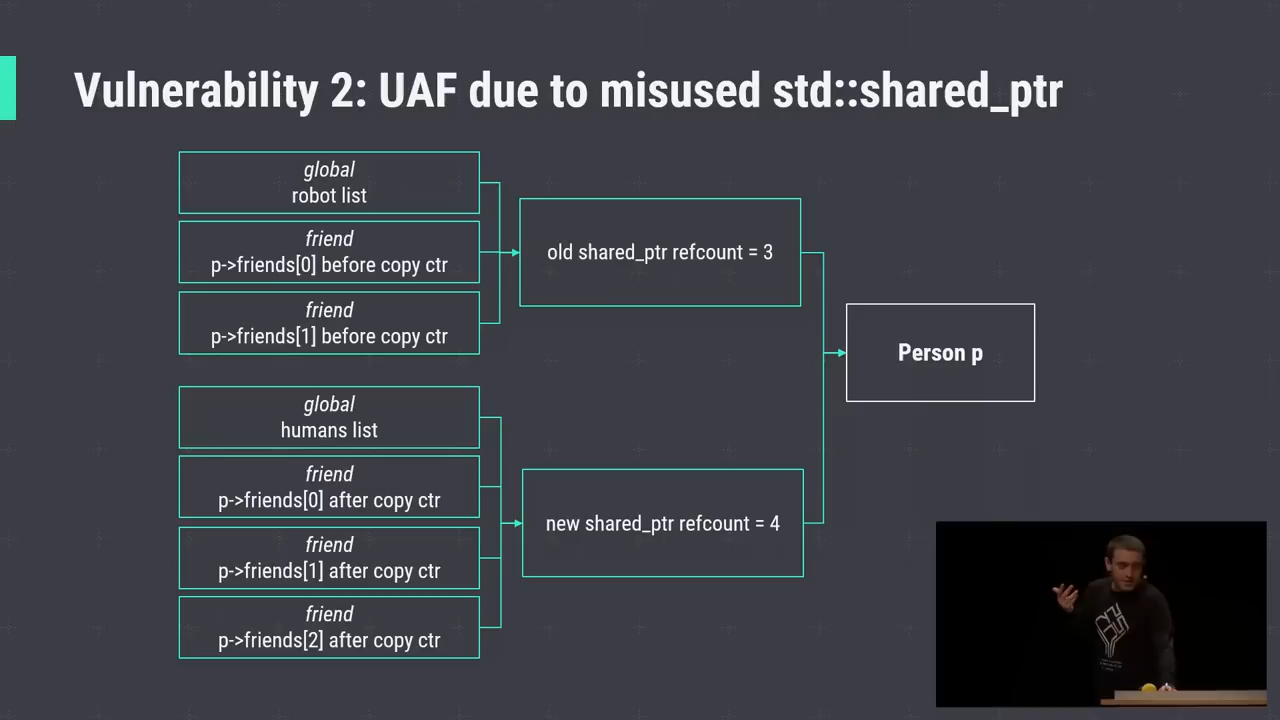 Vulnerability 2: UAF due to misused std::shared_ptr
global
robot list
friend
p->friends[0] before copy ctr
friend
p->friends[1] before copy ctr
old shared_ptr refcount = 3
Person p
global
humans list
friend
p->friends[0] after copy ctr
friend
p->friends[1] after copy ctr
friend
p->friends[2] after copy ctr
new shared_ptr refcount = 4